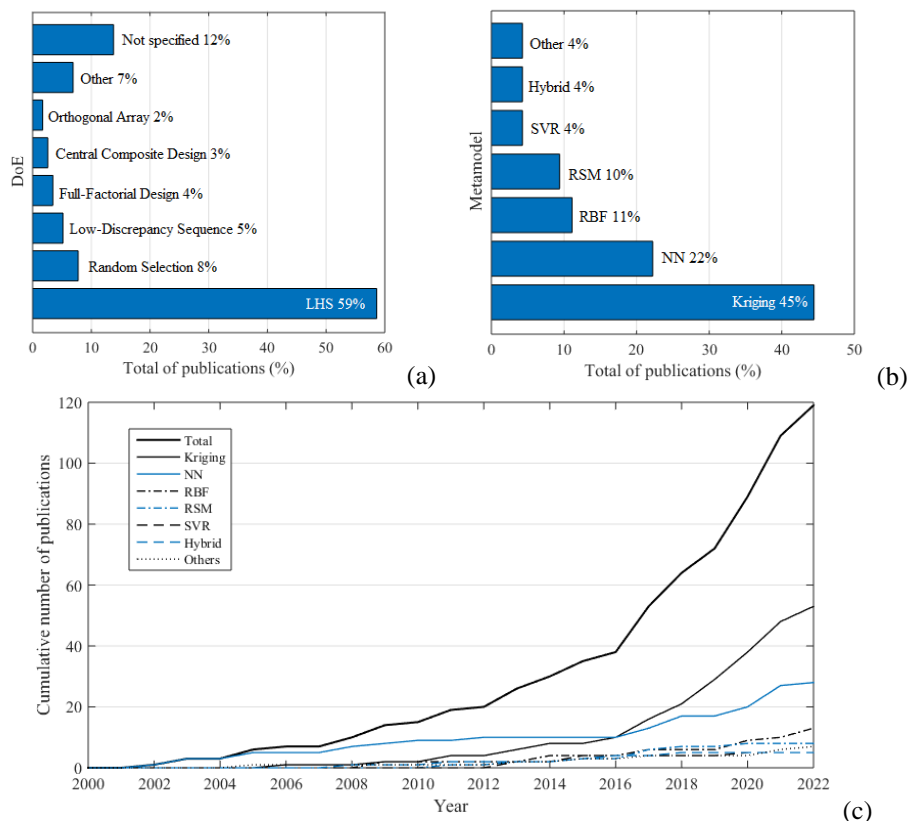 Not specified 12%
Other 7%
Orthogonal Array 2%
Central Composite Design 3%
Full-Factorial Design 4%
Low-Discrepancy Sequence 5%
Random Selection 8%
LHS 59%
DoE
0 10 20 30 40 50 60
Total of publications (%)
(a)
Other 4%
Hybrid 4%
SVR 4%
RSM 10%
RBF 11%
NN 22%
Kriging 45%
Metamodel
0 10 20 30 40 50
Total of publications (%)
(b)
120
100
80
60
40
20
0
Cumulative number of publications
Total
Kriging
NN
RBF
RSM
SVR
Hybrid
Others
2000 2002 2004 2006 2008 2010 2012 2014 2016 2018 2020 2022
Year
(c)